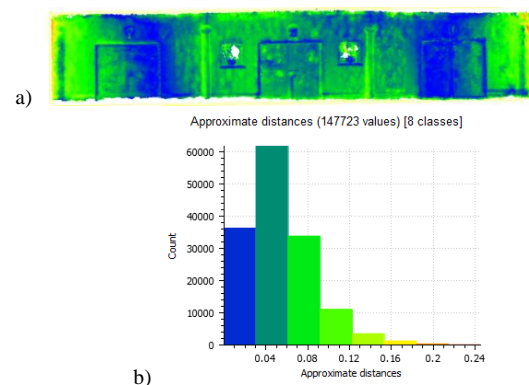 a)
Approximate distances (147723 values) [8 classes]
60000
50000
40000
30000
20000
10000
0
Count
0.04 0.08 0.12 0.16 0.2 0.24
Approximate distances
b)